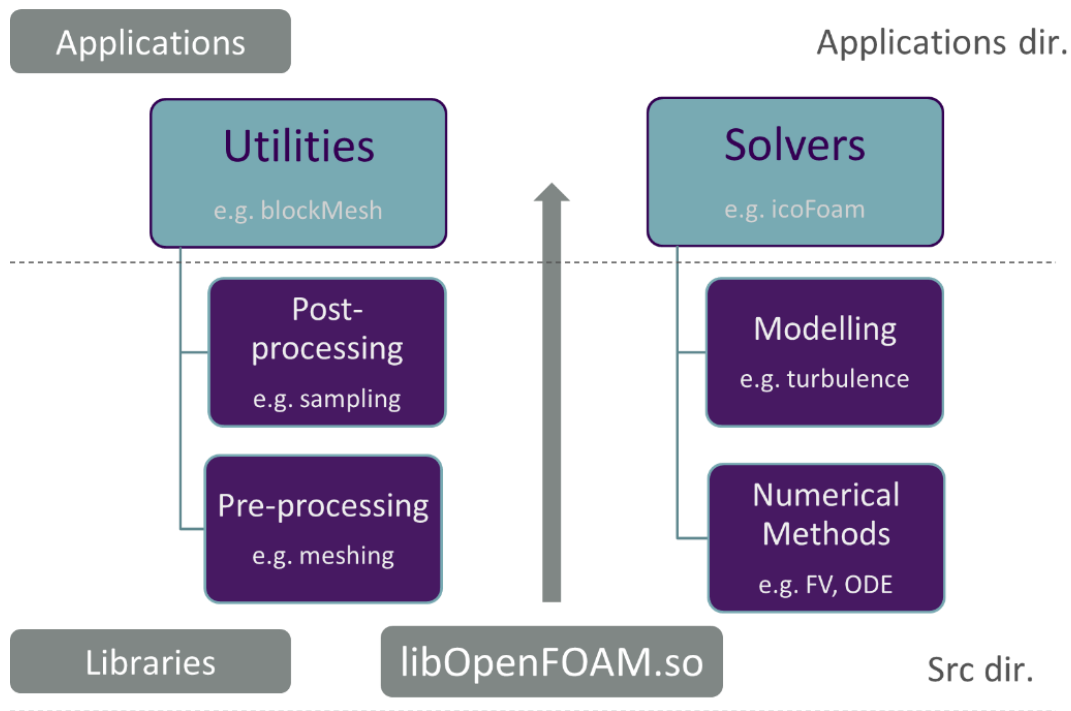 Applications
Applications dir.
Utilities
e.g. blockMesh
Solvers
e.g. icoFoam
Post-
processing
e.g. sampling
Modelling
e.g. turbulence
Pre-processing
e.g. meshing
Numerical
Methods
e.g. FV, ODE
Libraries
libOpenFOAM.so
Src dir.